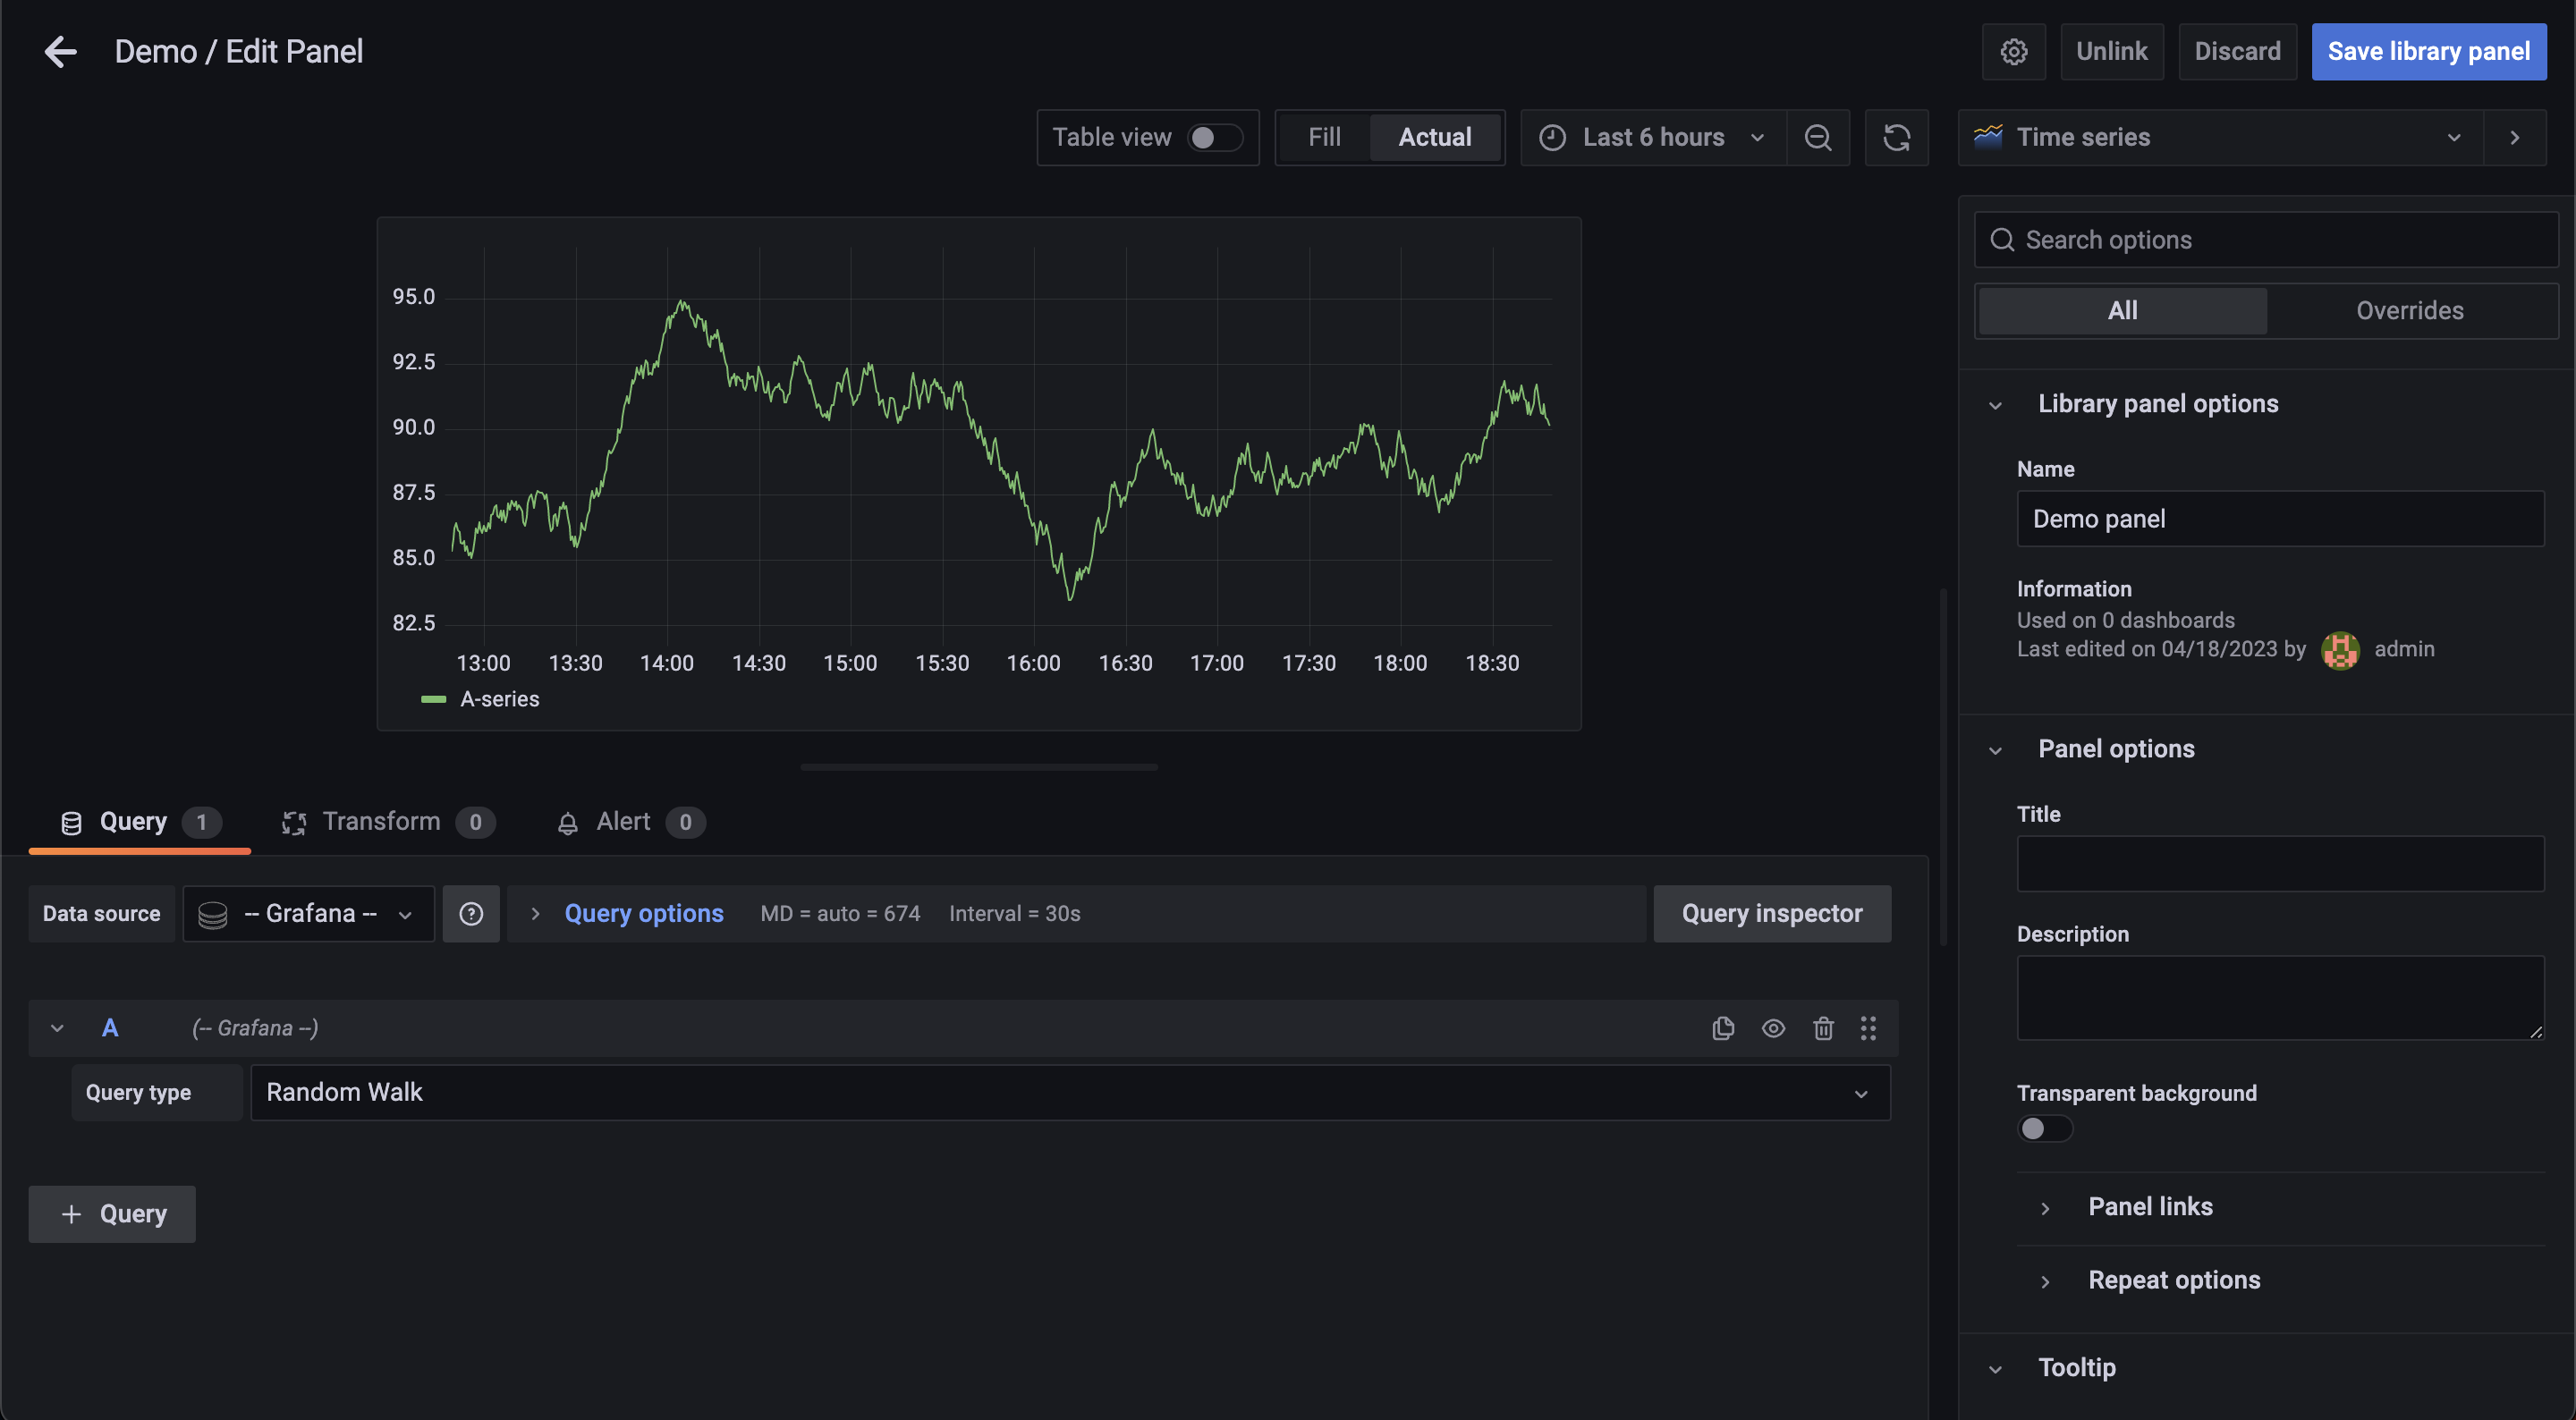 Demo / Edit Panel
Unlink
Discard
Save library panel
Table view
Fill
Actual
Last 6 hours
Time series
Search options
All
Overrides
95.0
92.5
90.0
87.5
85.0
82.5
13:00 13:30 14:00 14:30 15:00 15:30 16:00 16:30 17:00 17:30 18:00 18:30
A-series
Library panel options
Name
Demo panel
Information
Used on 0 dashboards
Last edited on 04/18/2023 by admin
Panel options
Title
Description
Transparent background
Panel links
Repeat options
Tooltip
Query 1
Transform 0
Alert 0
Data source
-- Grafana --
?
Query options
MD = auto = 674
Interval = 30s
Query inspector
A
(-- Grafana --)
Query type
Random Walk
+ Query